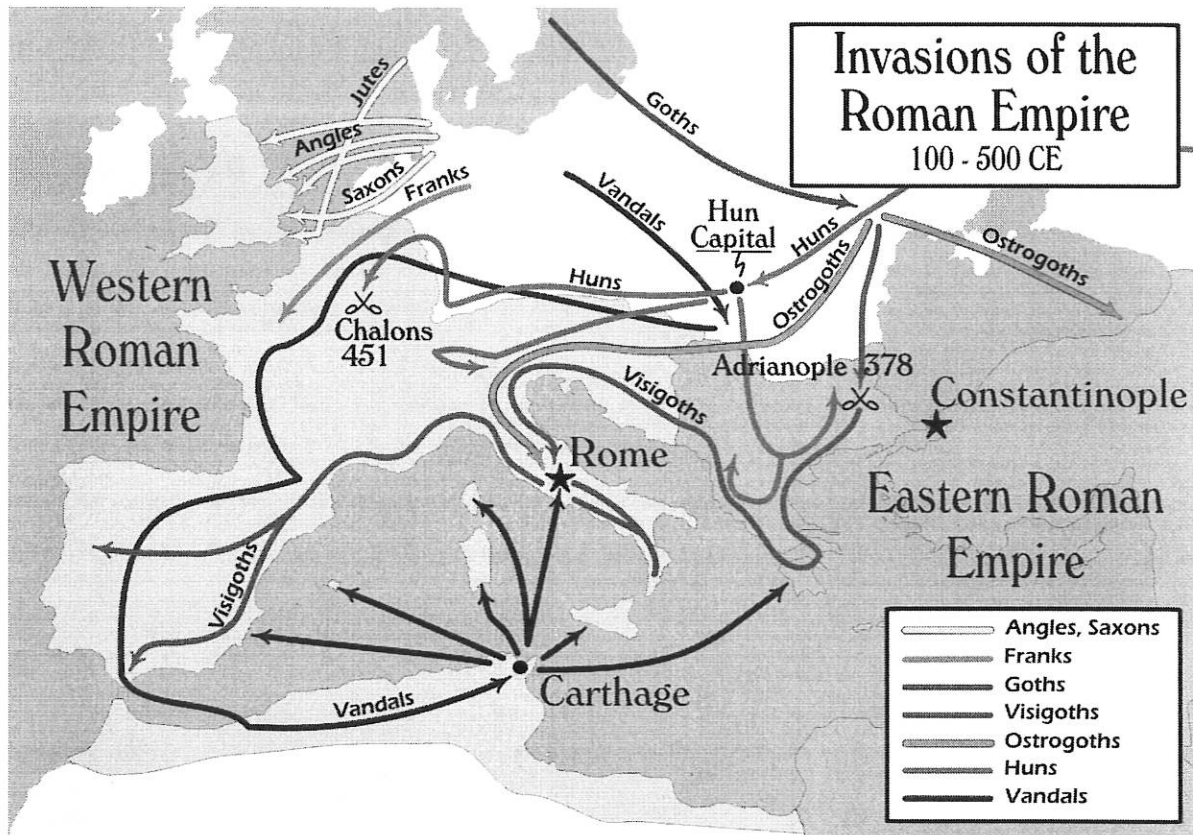 Invasions of the
Roman Empire
100 - 500 CE
Jutes
Angles
Saxons
Franks
Goths
Vandals
Hun
Capital
Huns
Ostrogoths
Ostrogoths
Huns
Western
Roman
Empire
Chalons
451
Adrianople 378
Visigoths
Constantinople
Rome
Eastern Roman
Empire
Visigoths
Vandals
Carthage
Angles, Saxons
Franks
Goths
Visigoths
Ostrogoths
Huns
Vandals